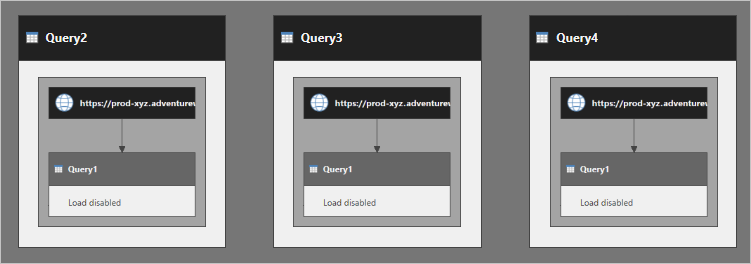 Query2
Query3
Query4
https://prod-xyz.adventurew
https://prod-xyz.adventurew
https://prod-xyz.adventurew
Query1
Query1
Query1
Load disabled
Load disabled
Load disabled